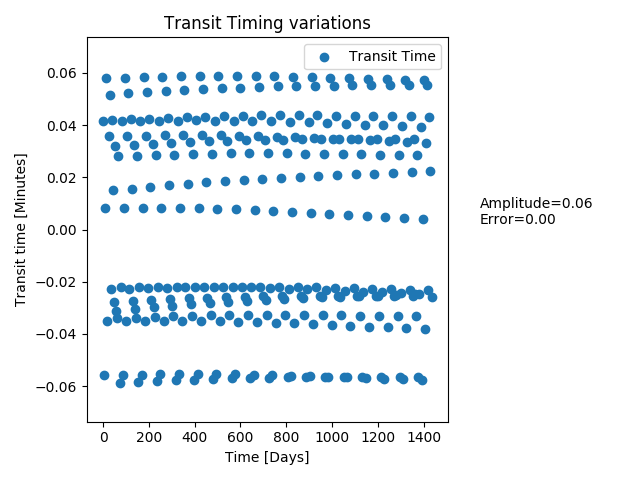 Transit Timing variations
Transit Time
Transit time [Minutes]
0.06
0.04
0.02
0.00
−0.02
−0.04
−0.06
0
200
400
600
800
1000
1200
1400
Time [Days]
Amplitude=0.06
Error=0.00